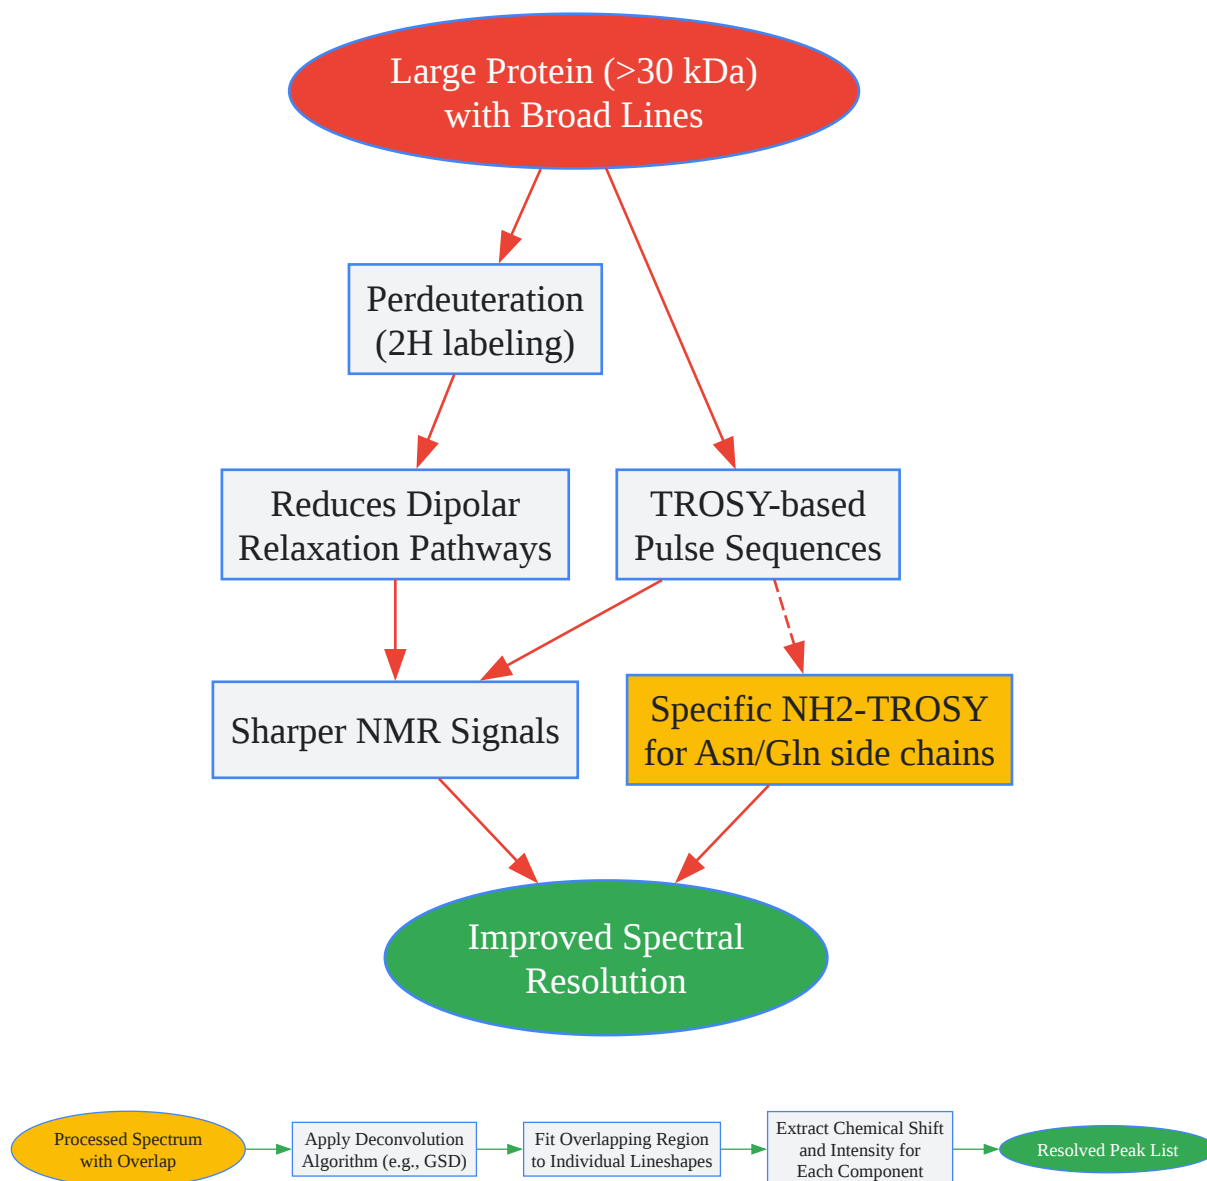 Large Protein (>30 kDa)
with Broad Lines
Perdeuteration
(2H labeling)
Reduces Dipolar
Relaxation Pathways
TROSY-based
Pulse Sequences
Sharper NMR Signals
Specific NH2-TROSY
for Asn/Gln side chains
Improved Spectral
Resolution
Processed Spectrum
with Overlap
Apply Deconvolution
Algorithm (e.g., GSD)
Fit Overlapping Region
to Individual Lineshapes
Extract Chemical Shift
and Intensity for
Each Component
Resolved Peak List